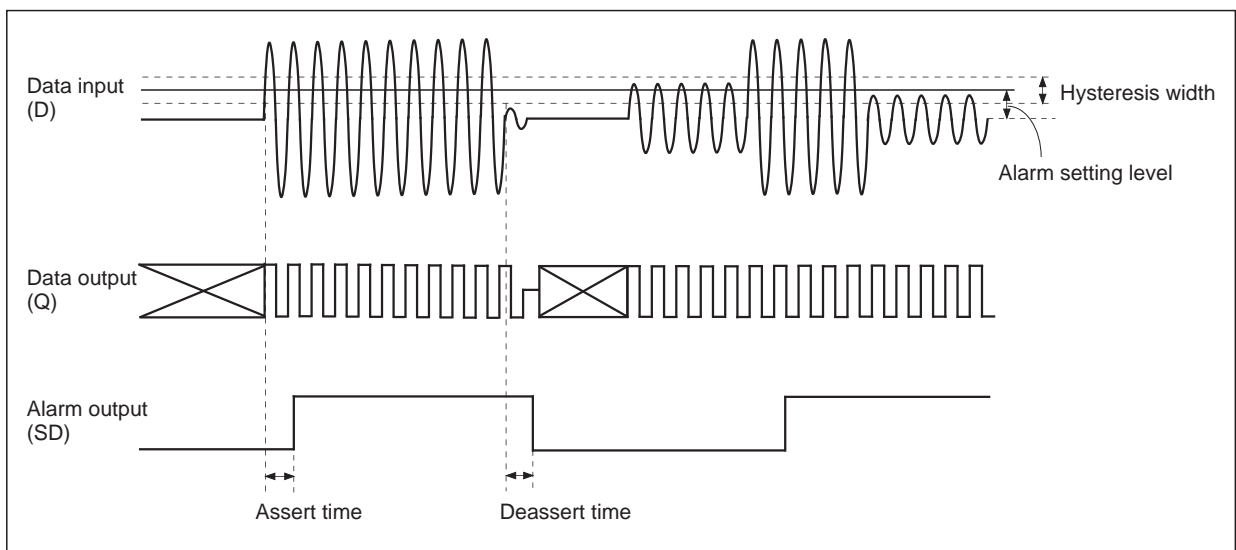 Data input
(D)
Hysteresis width
Alarm setting level
Data output
(Q)
Alarm output
(SD)
Assert time
Deassert time